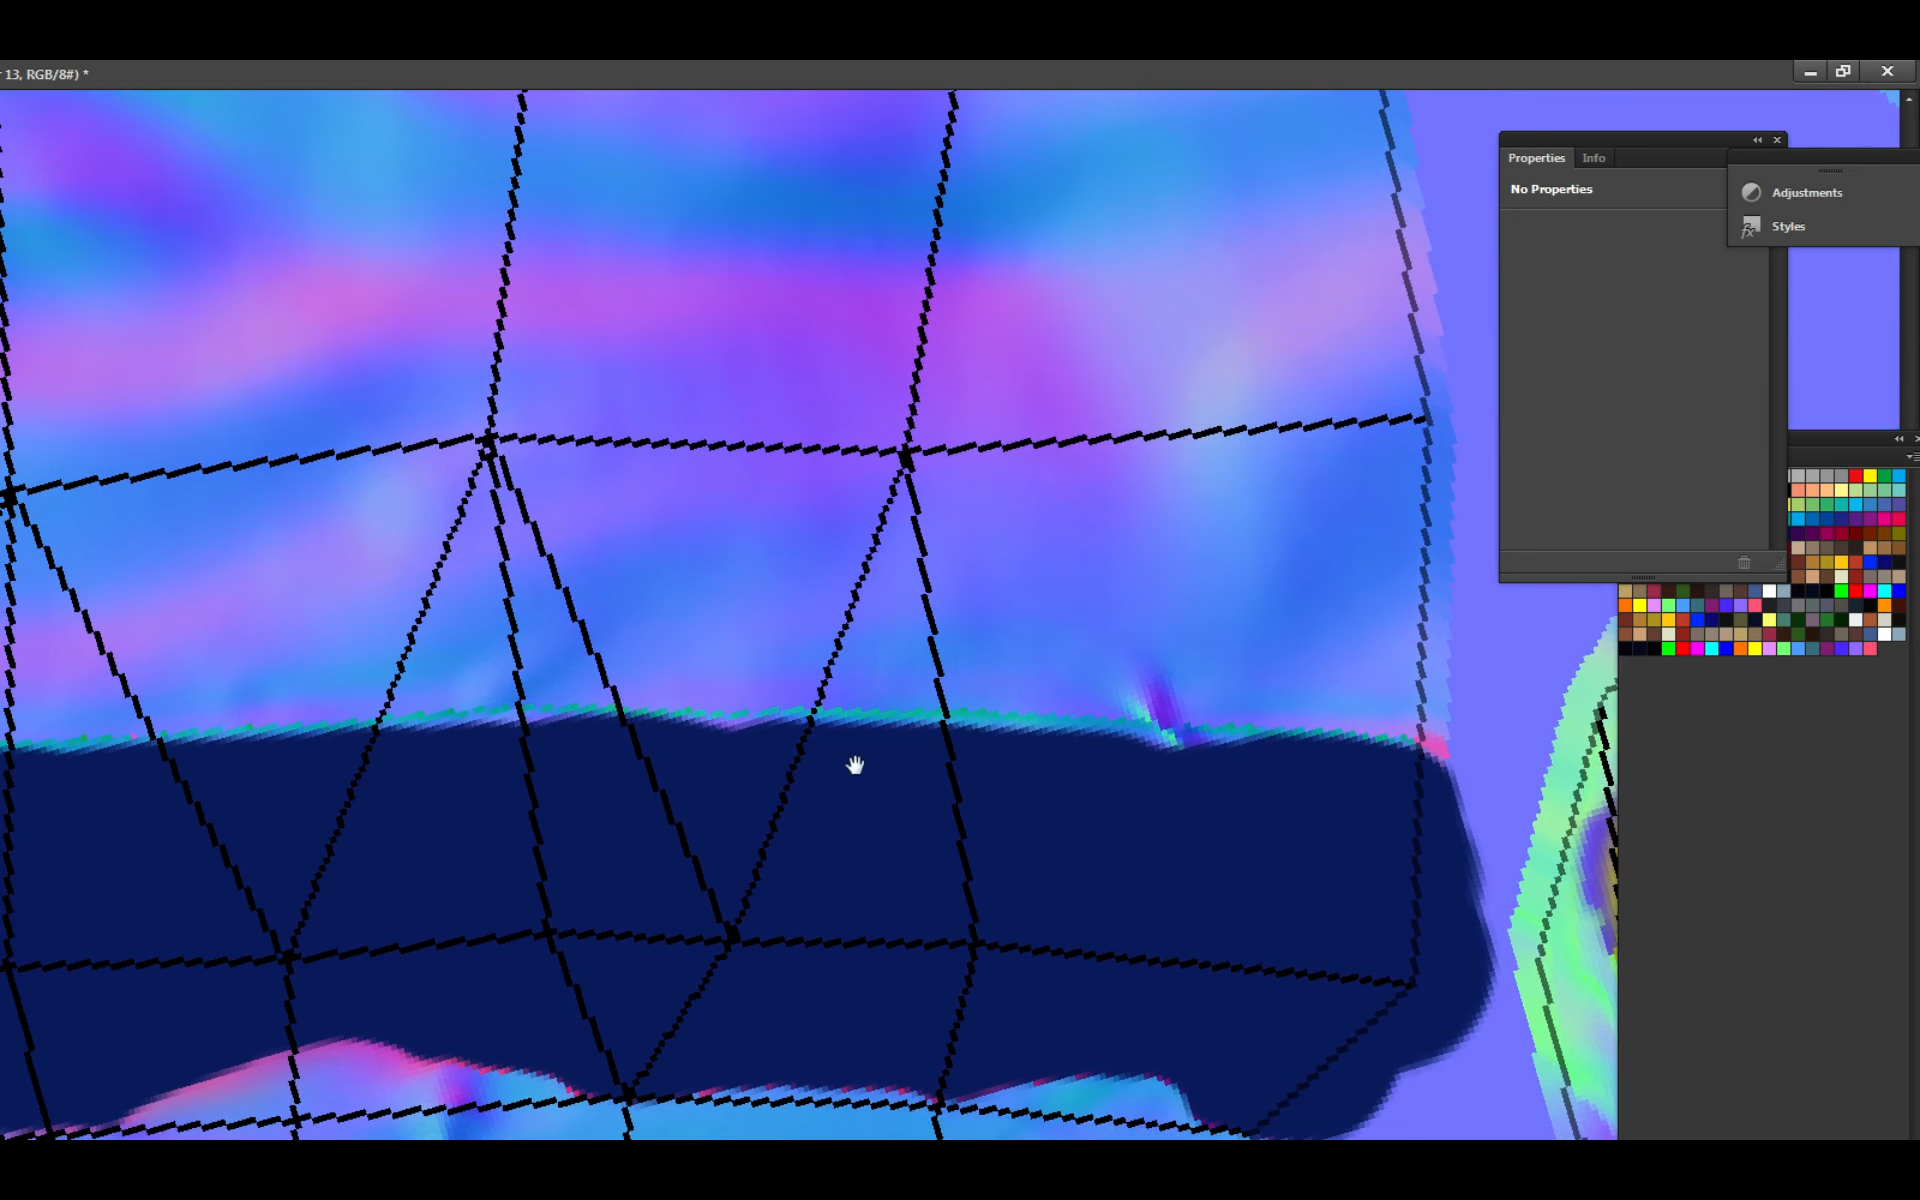 13, RGB/8#) *
Properties
Info
No Properties
Adjustments
Styles